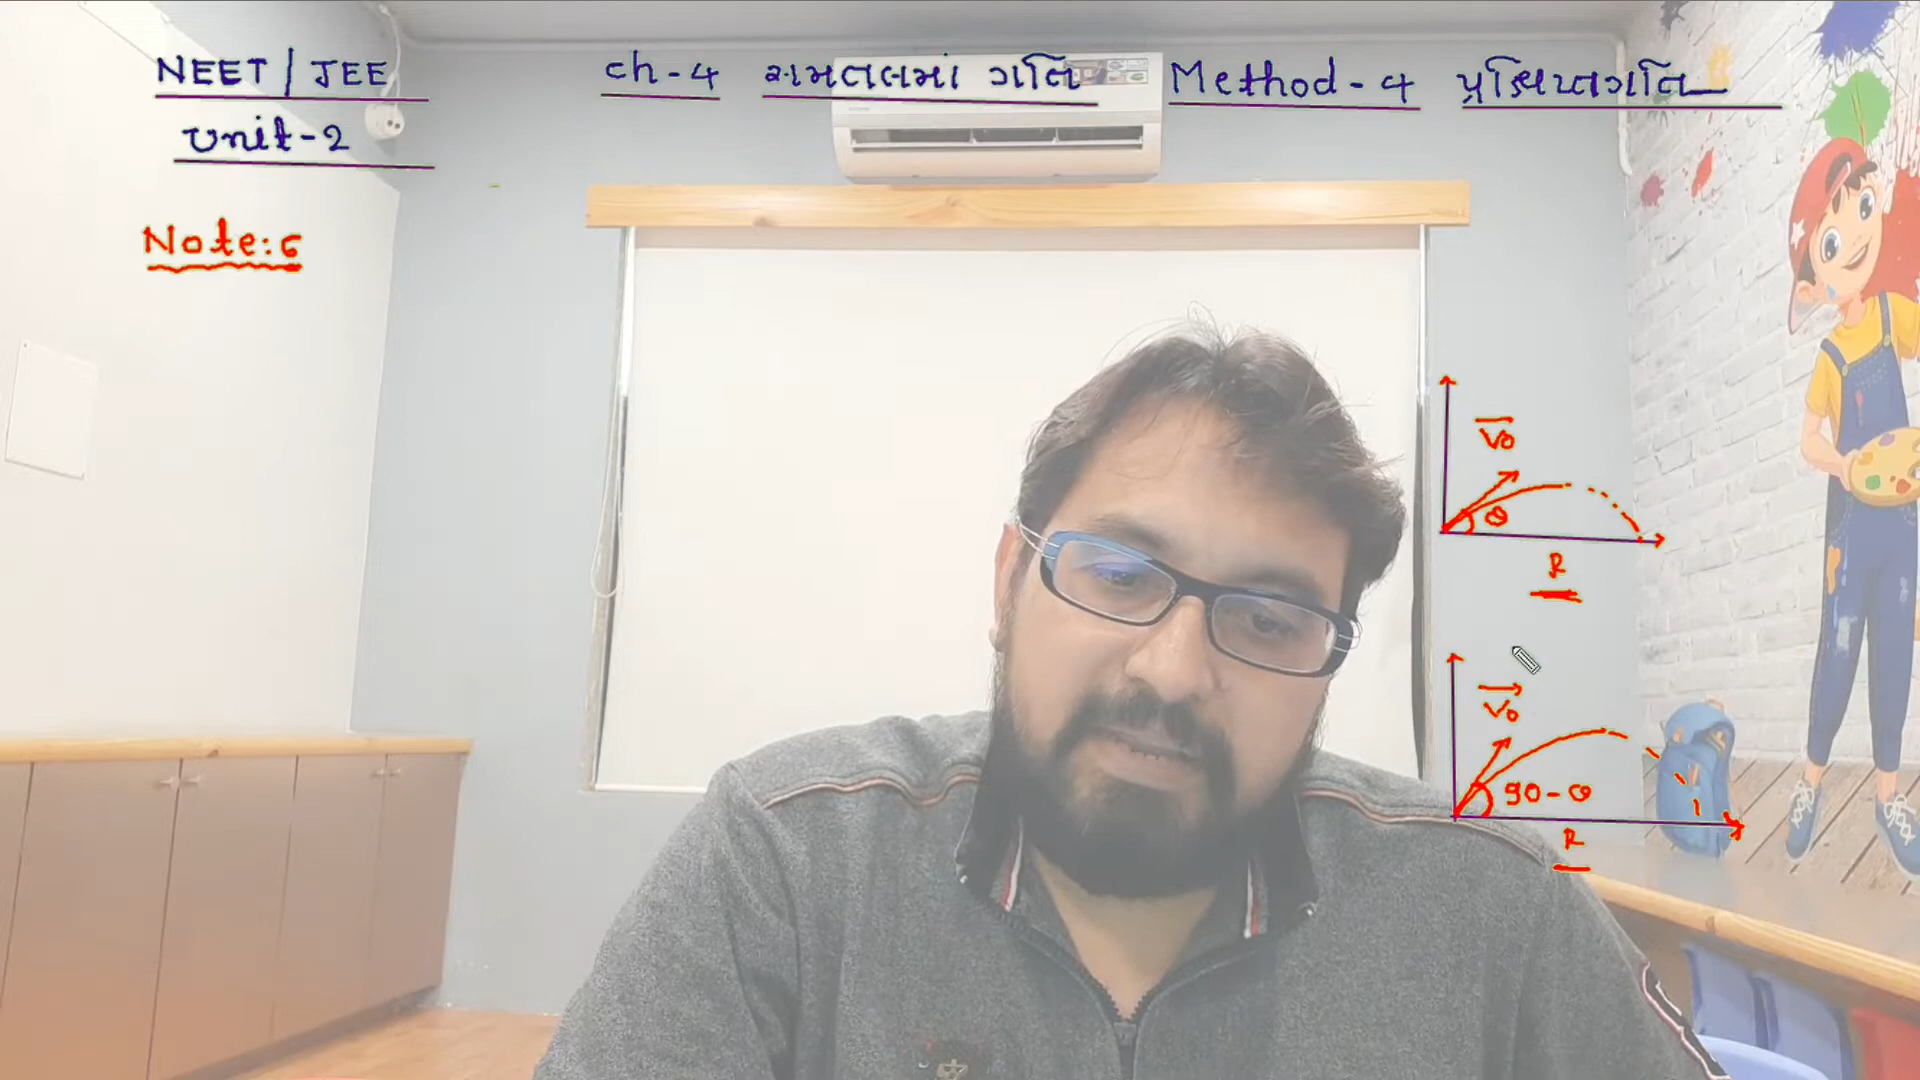 NEET / JEE
Unit-2
ch-4 સમતલમાં ગતિ
Method-4 પ્રક્ષિપ્તગતિ
Note:6
V₀
θ
R
V₀
90-θ
R